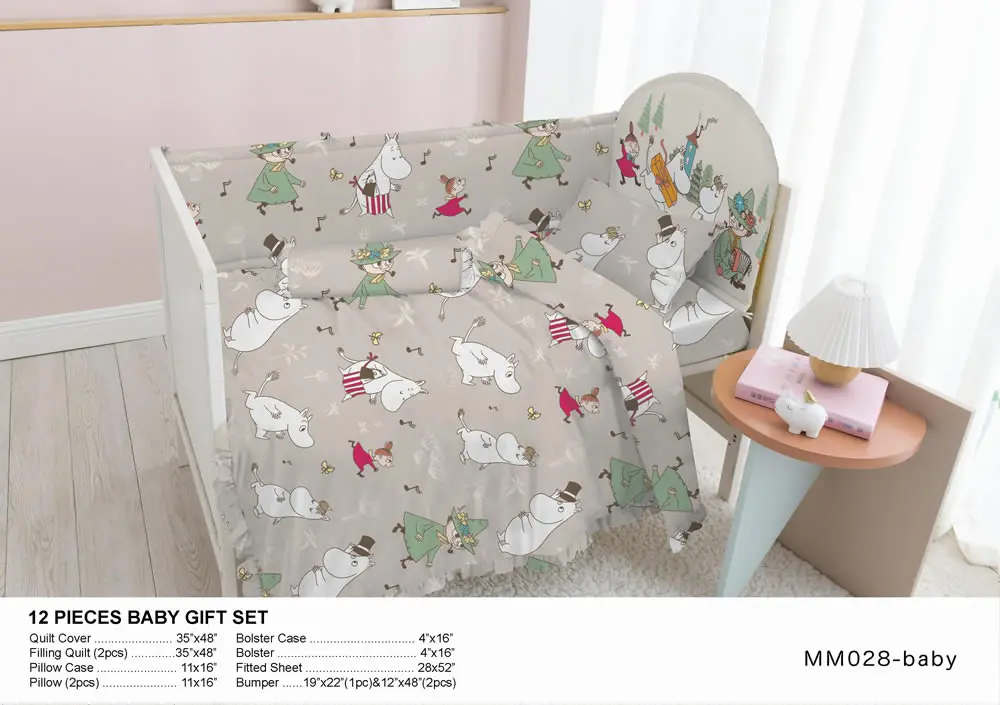 12 PIECES BABY GIFT SET
Quilt Cover ....................... 35"x48"
Filling Quilt (2pcs) .............35"x48"
Pillow Case ..................... 11x16"
Pillow (2pcs) ...................... 11x16"
Bolster Case ............................... 4"x16"
Bolster ......................................... 4"x16"
Fitted Sheet ................................ 28x52"
Bumper ......19"x22"(1pc)&12"x48"(2pcs)
MM028-baby